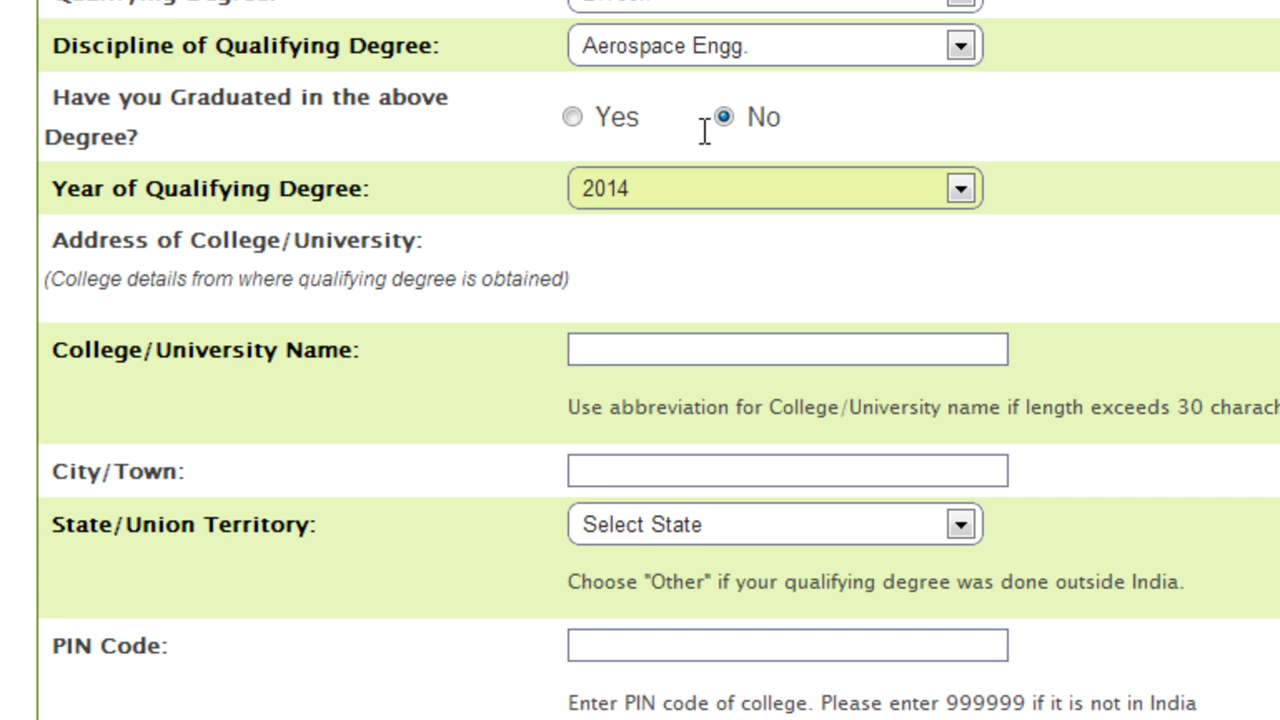 Discipline of Qualifying Degree: Aerospace Engg.
Have you Graduated in the above
Degree?
Yes No
Year of Qualifying Degree: 2014
Address of College/University:
(College details from where qualifying degree is obtained)
College/University Name:
Use abbreviation for College/University name if length exceeds 30 charach
City/Town:
State/Union Territory: Select State
Choose "Other" if your qualifying degree was done outside India.
PIN Code:
Enter PIN code of college. Please enter 999999 if it is not in India